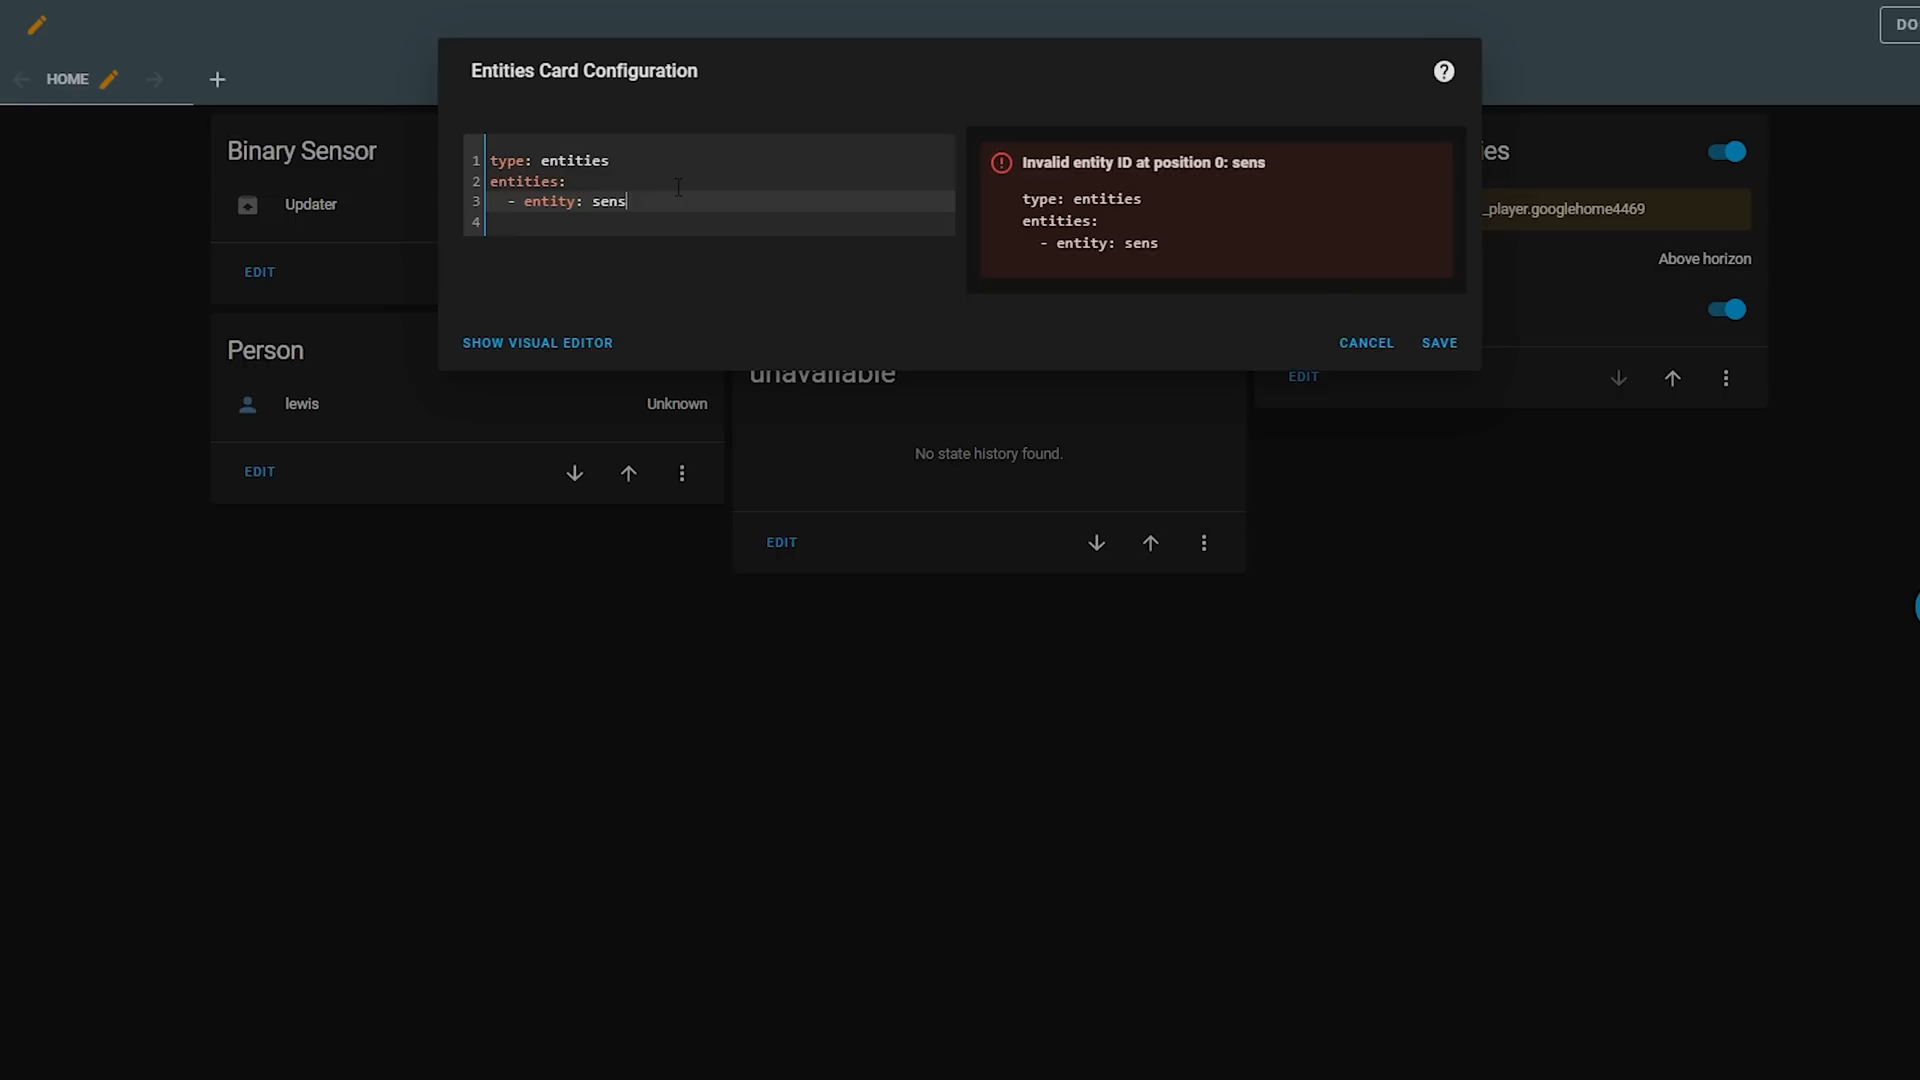 DO
HOME
Entities Card Configuration
Binary Sensor
Updater
EDIT
Person
lewis
Unknown
EDIT
1 type: entities
2 entities:
3 - entity: sens
4
Invalid entity ID at position 0: sens
type: entities
entities:
- entity: sens
SHOW VISUAL EDITOR
CANCEL
SAVE
unavailable
No state history found.
EDIT
ies
_player.googlehome4469
Above horizon
EDIT